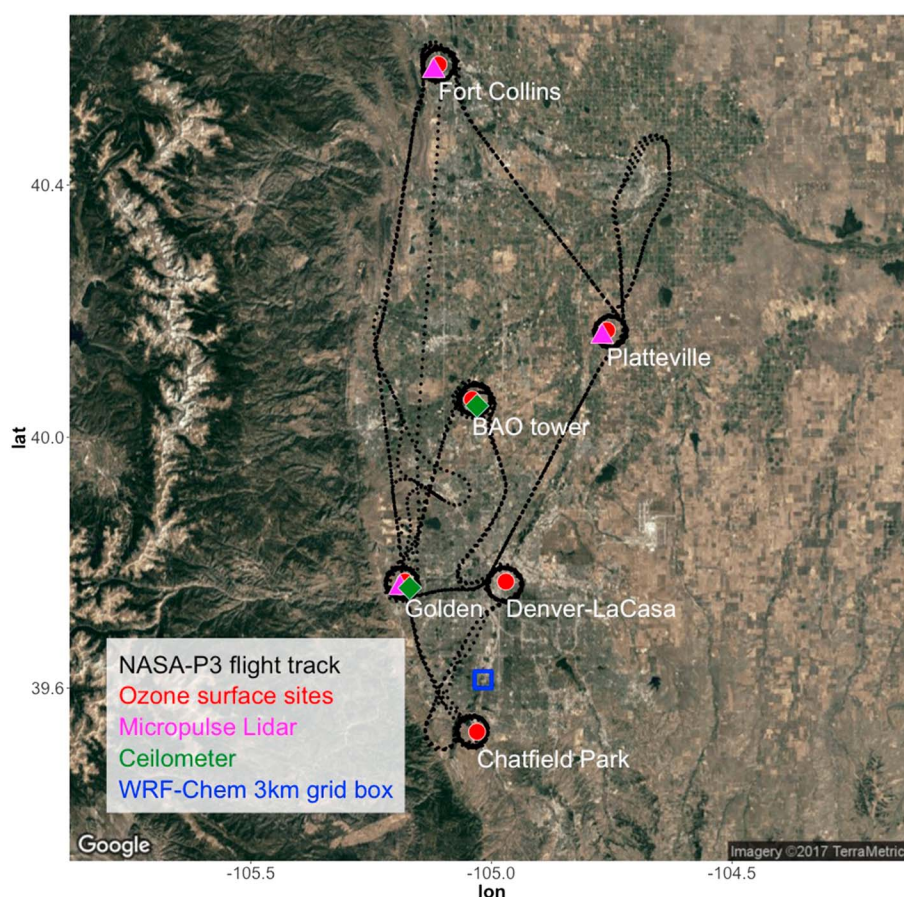 Fort Collins
40.4
Platteville
BAO tower
40.0
lat
Golden
Denver-LaCasa
NASA-P3 flight track
39.6
Ozone surface sites
Micropulse Lidar
Chatfield Park
Ceilometer
WRF-Chem 3km grid box
Google
Imagery ©2017 TerraMetric
-105.5
-105.0
-104.5
lon